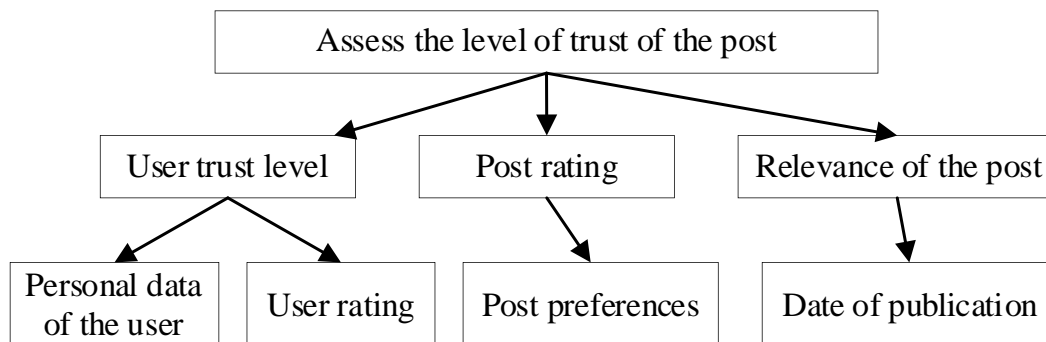 Assess the level of trust of the post
User trust level
Post rating
Relevance of the post
Personal data
of the user
User rating
Post preferences
Date of publication